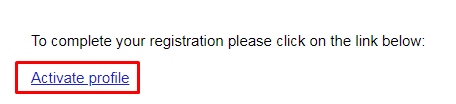 To complete your registration please click on the link below:
Activate profile